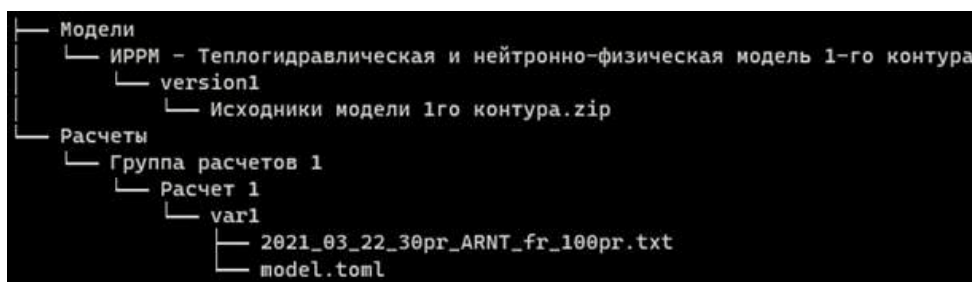 ├── Модели
│   └── ИРРМ – Теплогидравлическая и нейтронно-физическая модель 1-го контура
│       └── version1
│           └── Исходники модели 1го контура.zip
└── Расчеты
    └── Группа расчетов 1
        └── Расчет 1
            └── var1
                ├── 2021_03_22_30pr_ARNT_fr_100pr.txt
                └── model.toml